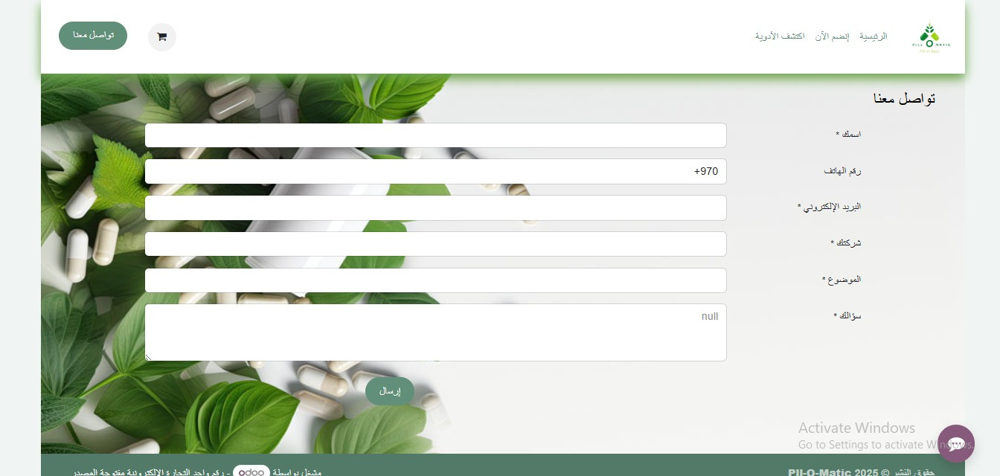 الرئيسية
إنضم الآن
اكتشف الأدوية
تواصل معنا
PILL O MATIC
تواصل معنا
اسمك *
رقم الهاتف
+970
البريد الإلكتروني *
شركتك *
الموضوع *
سؤالك *
null
إرسال
Activate Windows
Go to Settings to activate Windows.
حقوق النشر © Pll-O-Matic 2025
مشغل بواسطة odoo - رقم واحد التجارة الإلكترونية مفتوحة المصدر